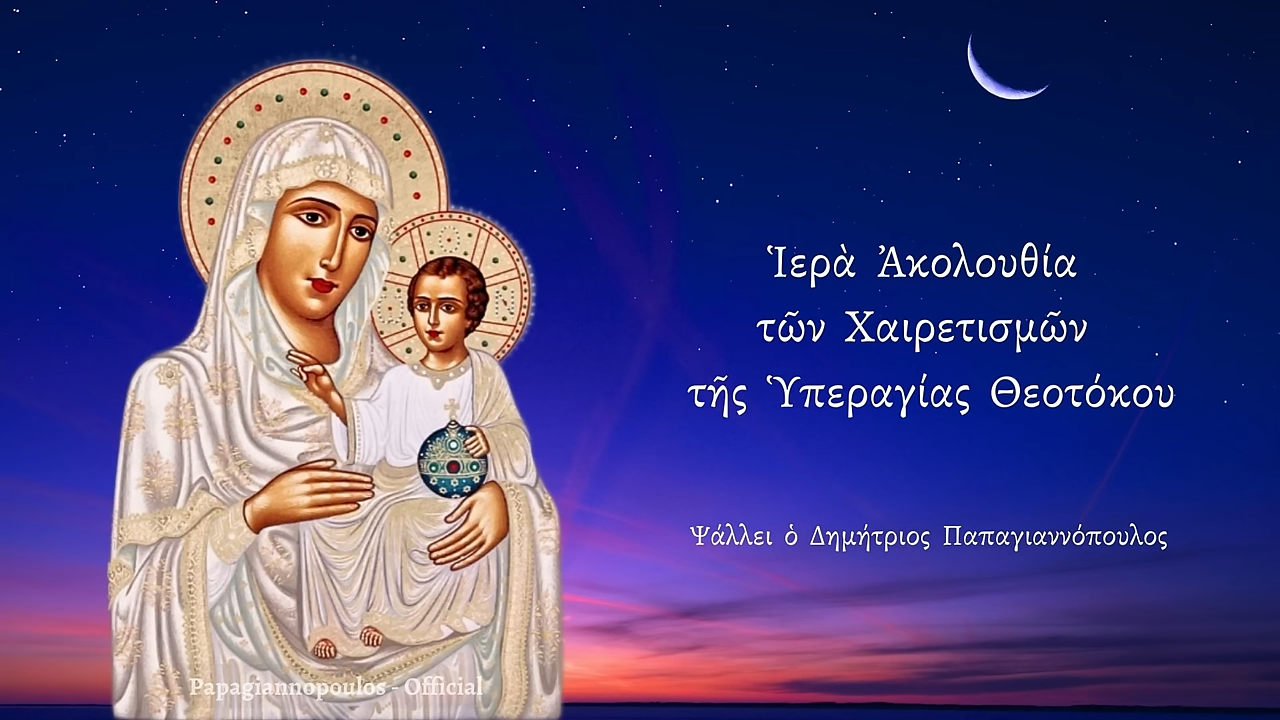 Ἱερὰ Ἀκολουθία
τῶν Χαιρετισμῶν
τῆς Ὑπεραγίας Θεοτόκου
Ψάλλει ὁ Δημήτριος Παπαγιαννόπουλος
Papagiannopoulos - Official